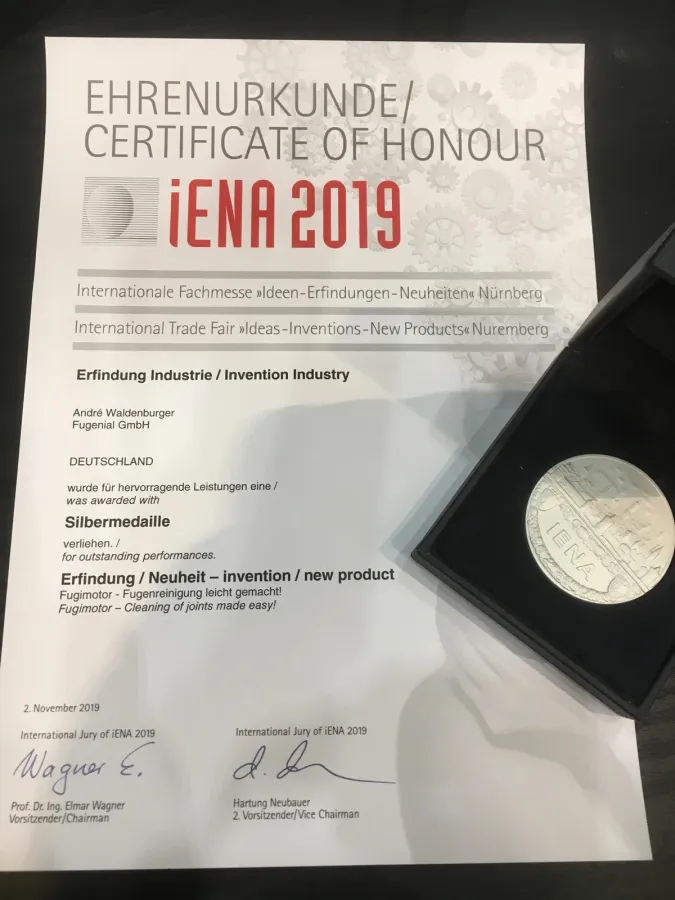 EHRENURKUNDE/
CERTIFICATE OF HONOUR
iENA 2019
Internationale Fachmesse »Ideen-Erfindungen-Neuheiten« Nürnberg
International Trade Fair »Ideas-Inventions-New Products« Nuremberg
Erfindung Industrie / Invention Industry
André Waldenburger
Fugenial GmbH
DEUTSCHLAND
wurde für hervorragende Leistungen eine /
was awarded with
Silbermedaille
verliehen. /
for outstanding performances.
Erfindung / Neuheit – invention / new product
Fugimotor - Fugenreinigung leicht gemacht!
Fugimotor – Cleaning of joints made easy!
2. November 2019
International Jury of iENA 2019
Wagner E.
Prof. Dr. Ing. Elmar Wagner
Vorsitzender/Chairman
International Jury of iENA 2019
Hartung Neubauer
2. Vorsitzender/Vice Chairman
IENA